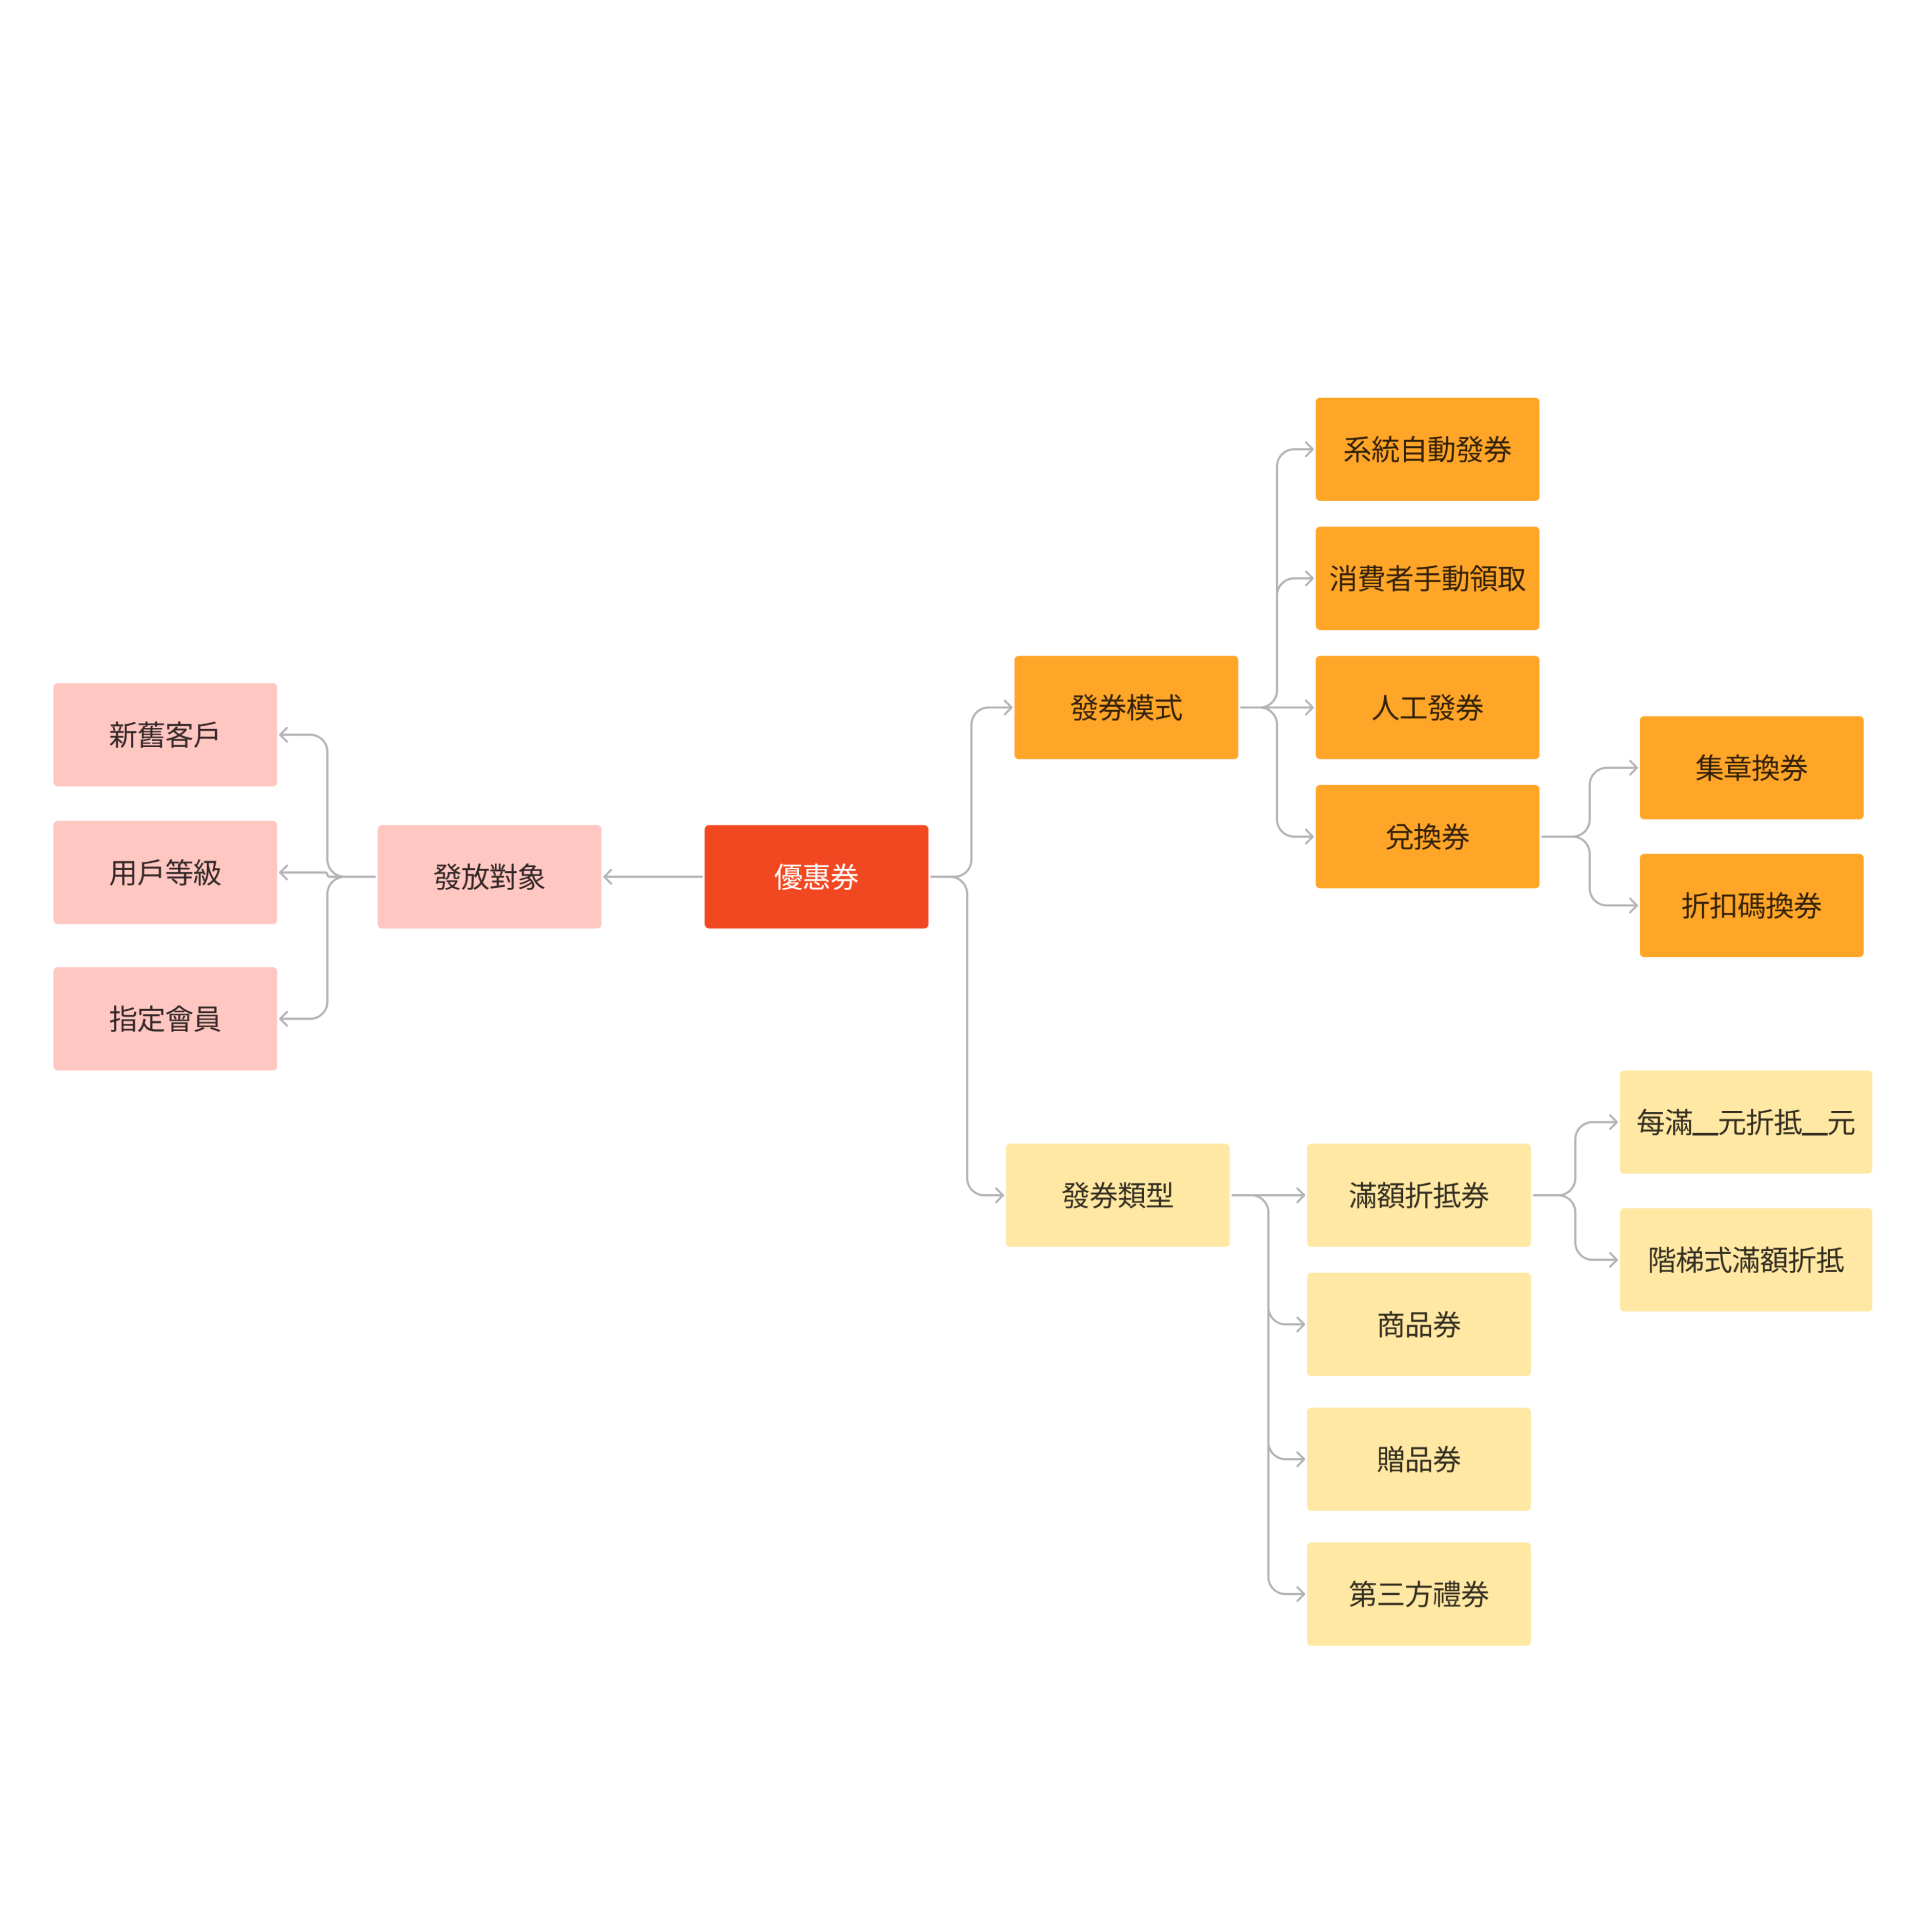 優惠券
發放對象
新舊客戶
用戶等級
指定會員
發券模式
系統自動發券
消費者手動領取
人工發券
兌換券
集章換券
折扣碼換券
發券類型
滿額折抵券
每滿__元折抵__元
階梯式滿額折抵
商品券
贈品券
第三方禮券